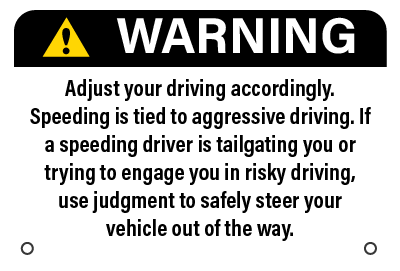 WARNING
Adjust your driving accordingly.
Speeding is tied to aggressive driving. If
a speeding driver is tailgating you or
trying to engage you in risky driving,
use judgment to safely steer your
vehicle out of the way.